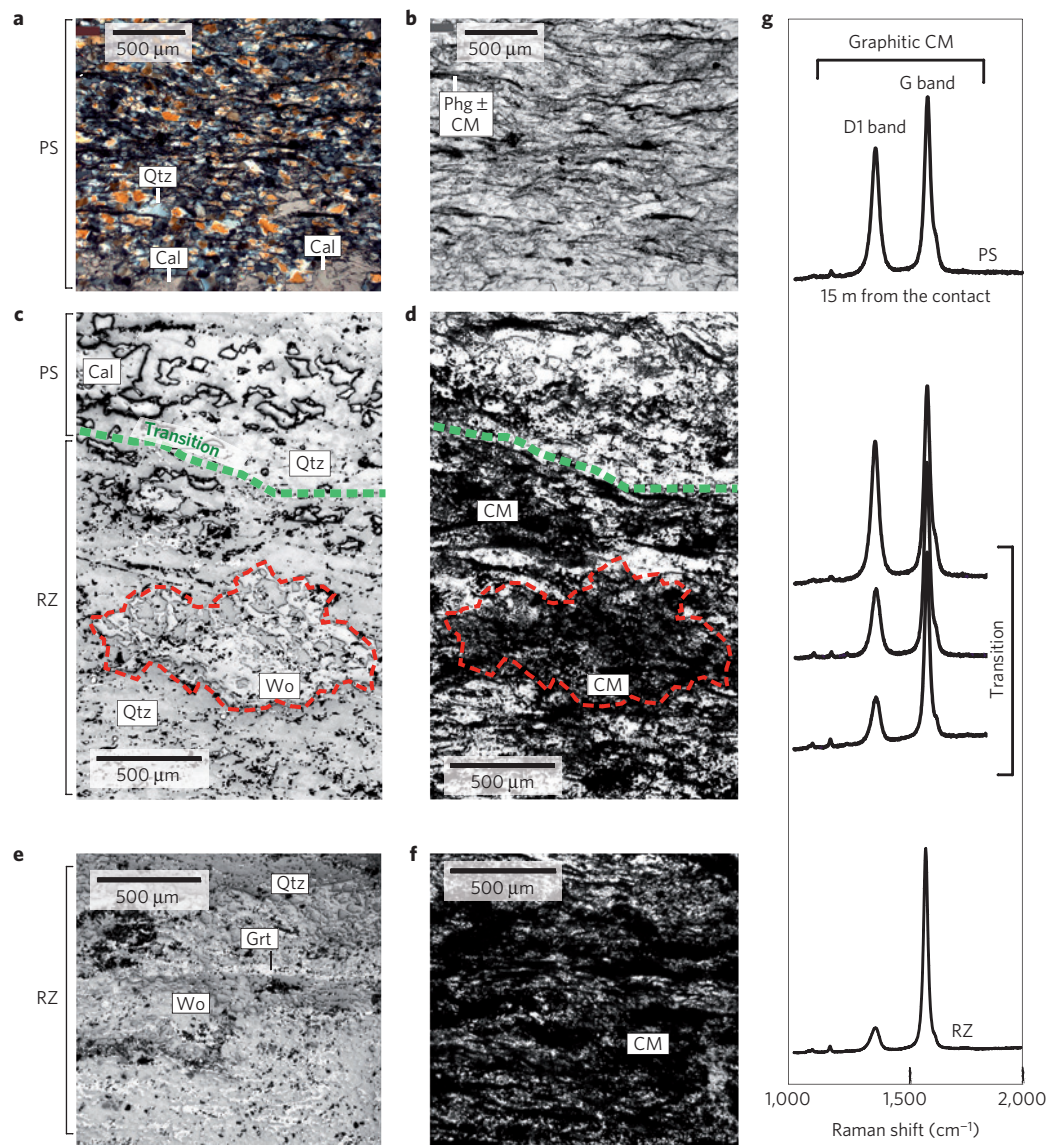 a
500 μm
PS
Qtz
Cal
Cal
b
500 μm
Phg ±
CM
c
PS
Cal
Transition
Qtz
RZ
Wo
Qtz
500 μm
d
CM
CM
500 μm
e
500 μm
Qtz
Grt
RZ
Wo
f
500 μm
CM
g
Graphitic CM
G band
D1 band
PS
15 m from the contact
Transition
RZ
1,000
1,500
2,000
Raman shift (cm⁻¹)